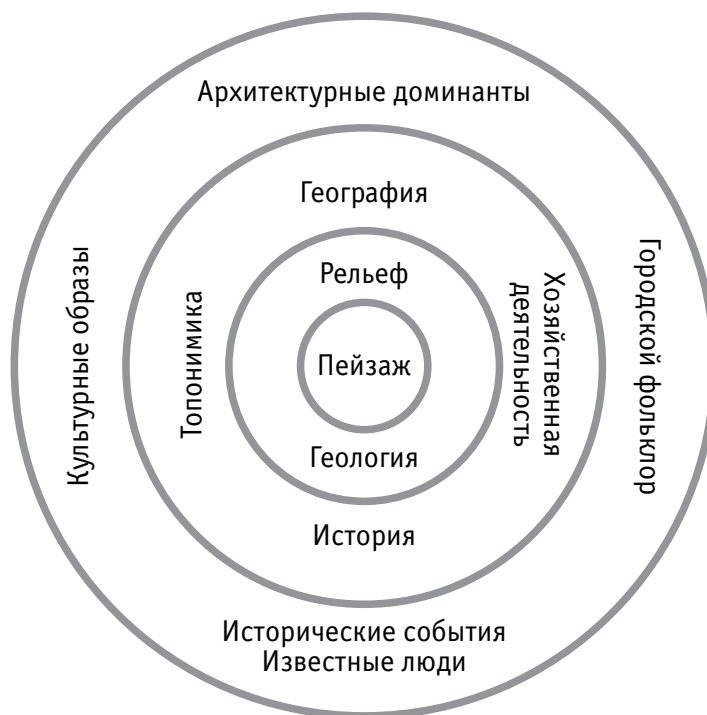 Архитектурные доминанты
География
Рельеф
Пейзаж
Геология
История
Исторические события
Известные люди
Культурные образы
Топонимика
Хозяйственная
деятельность
Городской фольклор